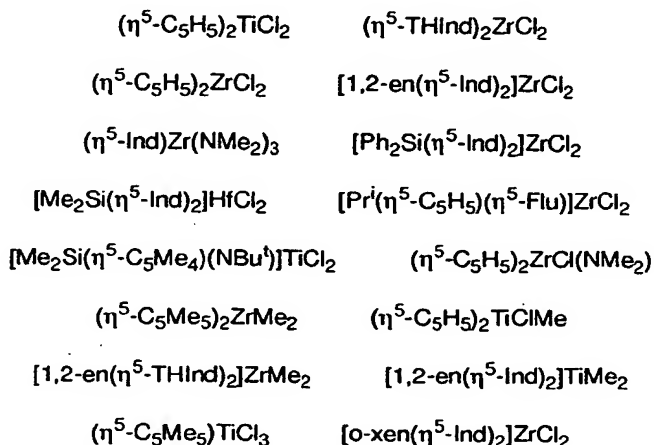 (η⁵-C₅H₅)₂TiCl₂ (η⁵-THInd)₂ZrCl₂
(η⁵-C₅H₅)₂ZrCl₂ [1,2-en(η⁵-Ind)₂]ZrCl₂
(η⁵-Ind)Zr(NMe₂)₃ [Ph₂Si(η⁵-Ind)₂]ZrCl₂
[Me₂Si(η⁵-Ind)₂]HfCl₂ [Prⁱ(η⁵-C₅H₅)(η⁵-Flu)]ZrCl₂
[Me₂Si(η⁵-C₅Me₄)(NBuᵗ)]TiCl₂ (η⁵-C₅H₅)₂ZrCl(NMe₂)
(η⁵-C₅Me₅)₂ZrMe₂ (η⁵-C₅H₅)₂TiClMe
[1,2-en(η⁵-THInd)₂]ZrMe₂ [1,2-en(η⁵-Ind)₂]TiMe₂
(η⁵-C₅Me₅)TiCl₃ [o-xen(η⁵-Ind)₂]ZrCl₂